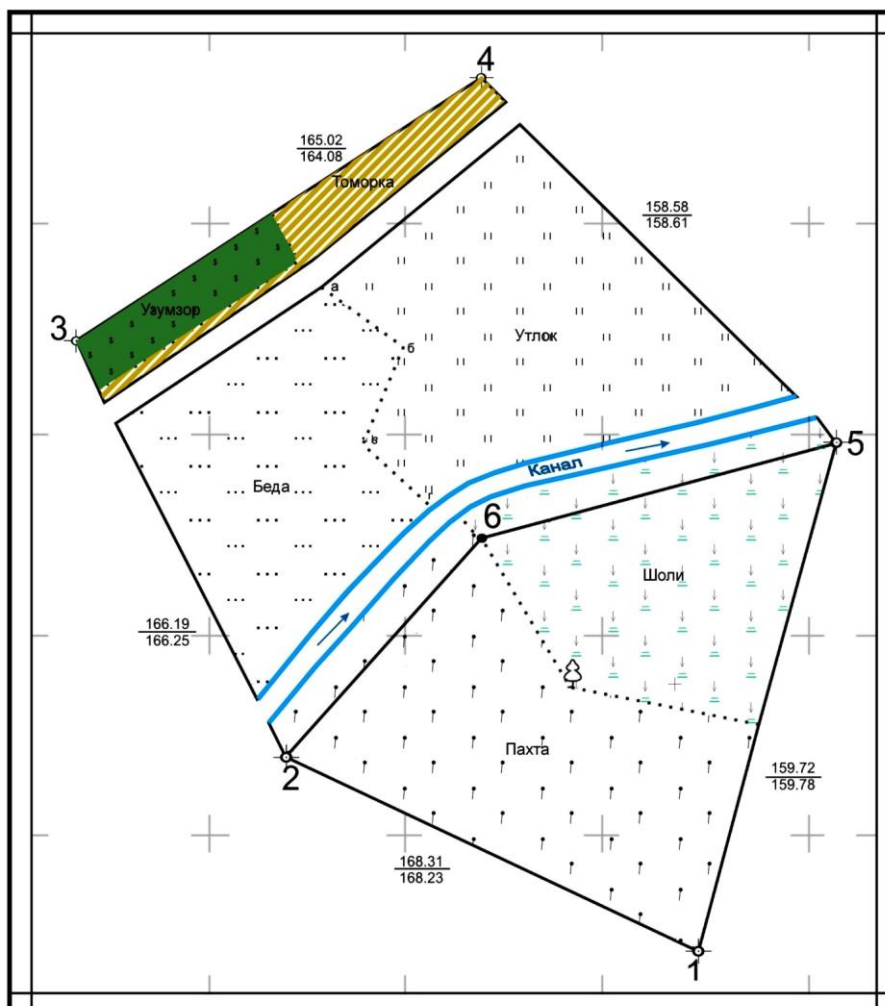 4
165.02
164.08
Томорка
158.58
158.61
Узумзор
а
3
б
Утлок
в
5
Канал
Беда
г
6
Шоли
166.19
166.25
Пахта
2
159.72
159.78
168.31
168.23
1